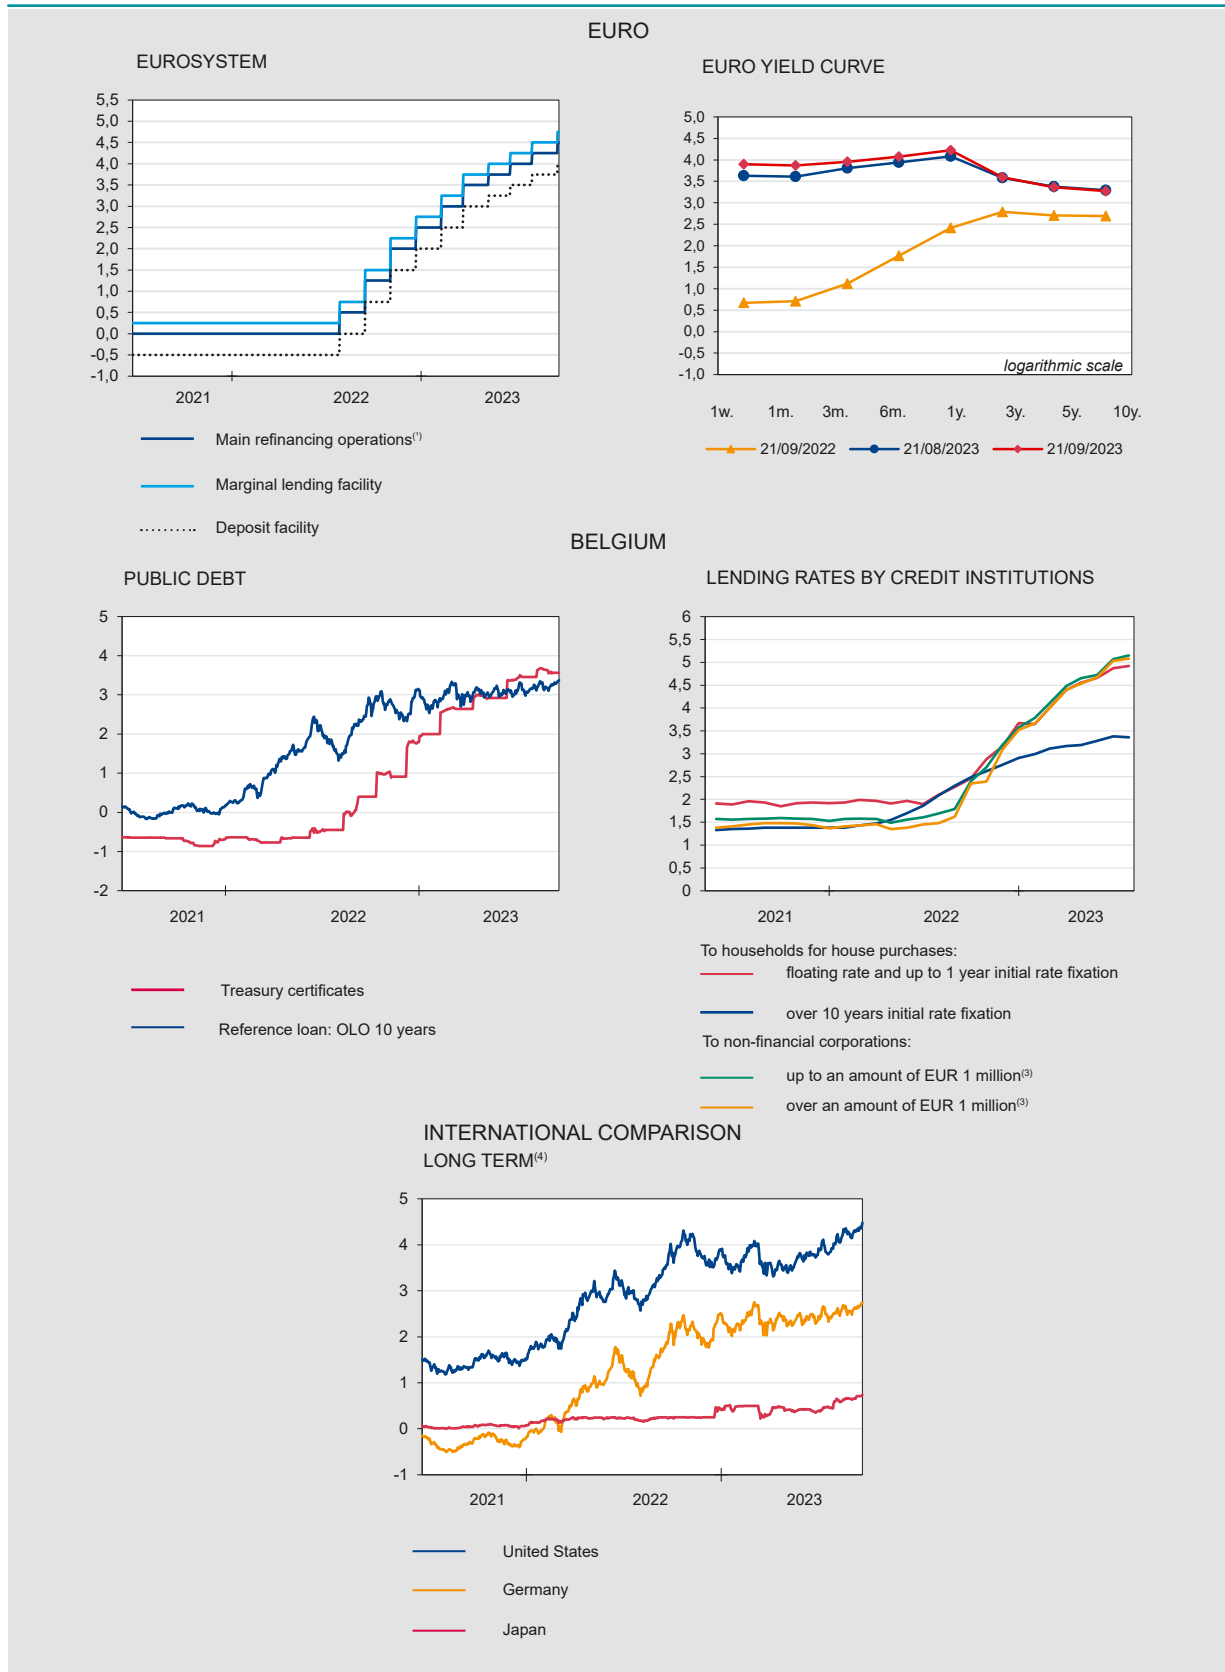 EURO
EUROSYSTEM
5,5
5,0
4,5
4,0
3,5
3,0
2,5
2,0
1,5
1,0
0,5
0,0
-0,5
-1,0
2021 2022 2023
Main refinancing operations(¹)
Marginal lending facility
Deposit facility
EURO YIELD CURVE
5,0
4,5
4,0
3,5
3,0
2,5
2,0
1,5
1,0
0,5
0,0
-0,5
-1,0
logarithmic scale
1w. 1m. 3m. 6m. 1y. 3y. 5y. 10y.
21/09/2022 21/08/2023 21/09/2023
BELGIUM
PUBLIC DEBT
5
4
3
2
1
0
-1
-2
2021 2022 2023
Treasury certificates
Reference loan: OLO 10 years
LENDING RATES BY CREDIT INSTITUTIONS
6
5,5
5
4,5
4
3,5
3
2,5
2
1,5
1
0,5
0
2021 2022 2023
To households for house purchases:
floating rate and up to 1 year initial rate fixation
over 10 years initial rate fixation
To non-financial corporations:
up to an amount of EUR 1 million(3)
over an amount of EUR 1 million(3)
INTERNATIONAL COMPARISON
LONG TERM(4)
5
4
3
2
1
0
-1
2021 2022 2023
United States
Germany
Japan